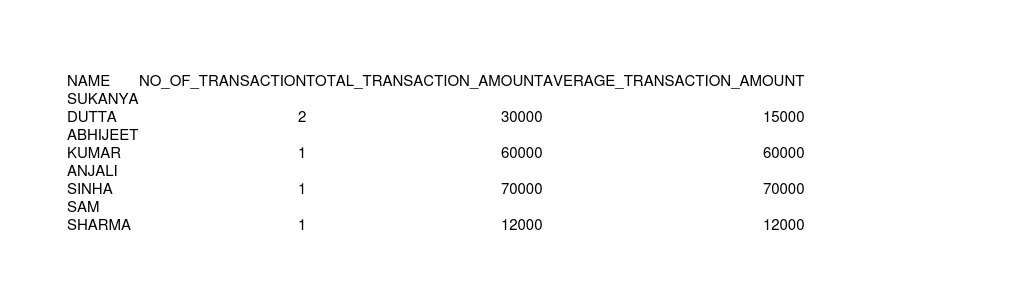 NAME NO_OF_TRANSACTIONTOTAL_TRANSACTION_AMOUNTAVERAGE_TRANSACTION_AMOUNT
SUKANYA
DUTTA 2 30000 15000
ABHIJEET
KUMAR 1 60000 60000
ANJALI
SINHA 1 70000 70000
SAM
SHARMA 1 12000 12000